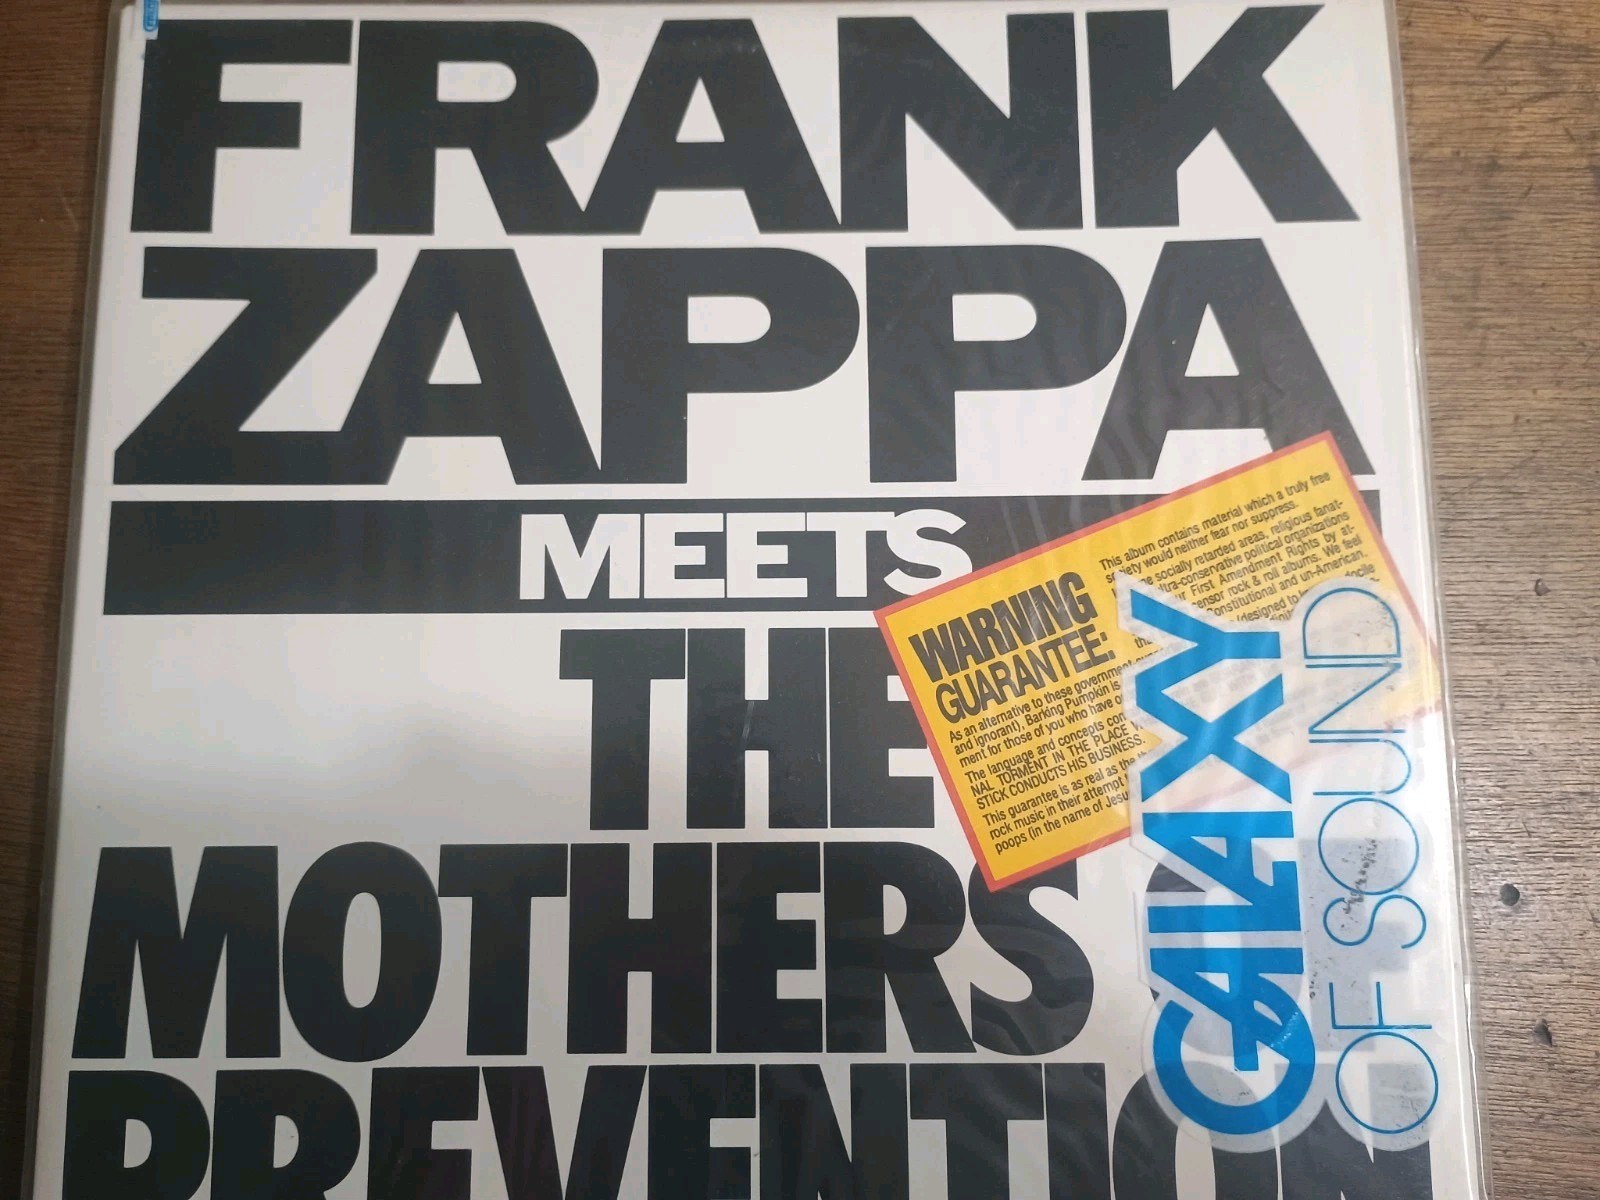 FRANK
ZAPPA
MEETS
THE
MOTHERS
PREVENTION
WARNING
GUARANTEE:
This album contains material which a truly free
society would neither fear nor suppress.
socially retarded areas, religious fanat-
ultra-conservative political organizations
First Amendment Rights by at-
censor rock & roll albums. We feel
Constitutional and un-American.
(designed to
As an alternative to these government
and ignorant), Barking Pumpkin is
ment for those of you who have
The language and concepts con
NAL TORMENT IN THE PLACE
STICK CONDUCTS HIS BUSINESS.
This guarantee is as real as the
rock music in their attempt
poops (in the name of Jesu
GALAXY
OF SOUND